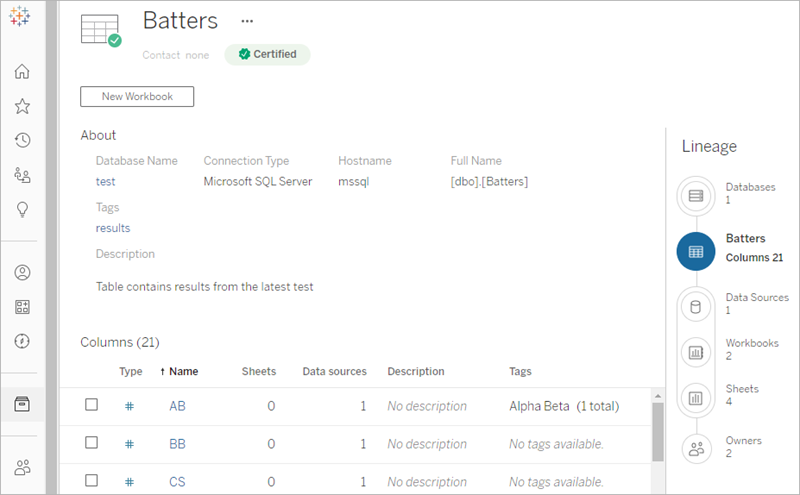 Batters ...
Contact none Certified
New Workbook
About
Database Name Connection Type Hostname Full Name
test Microsoft SQL Server mssql [dbo].[Batters]
Tags
results
Description
Table contains results from the latest test
Columns (21)
Type ↑ Name Sheets Data sources Description Tags
# AB 0 1 No description Alpha Beta (1 total)
# BB 0 1 No description No tags available.
# CS 0 1 No description No tags available.
Lineage
Databases
1
Batters
Columns 21
Data Sources
1
Workbooks
2
Sheets
4
Owners
2